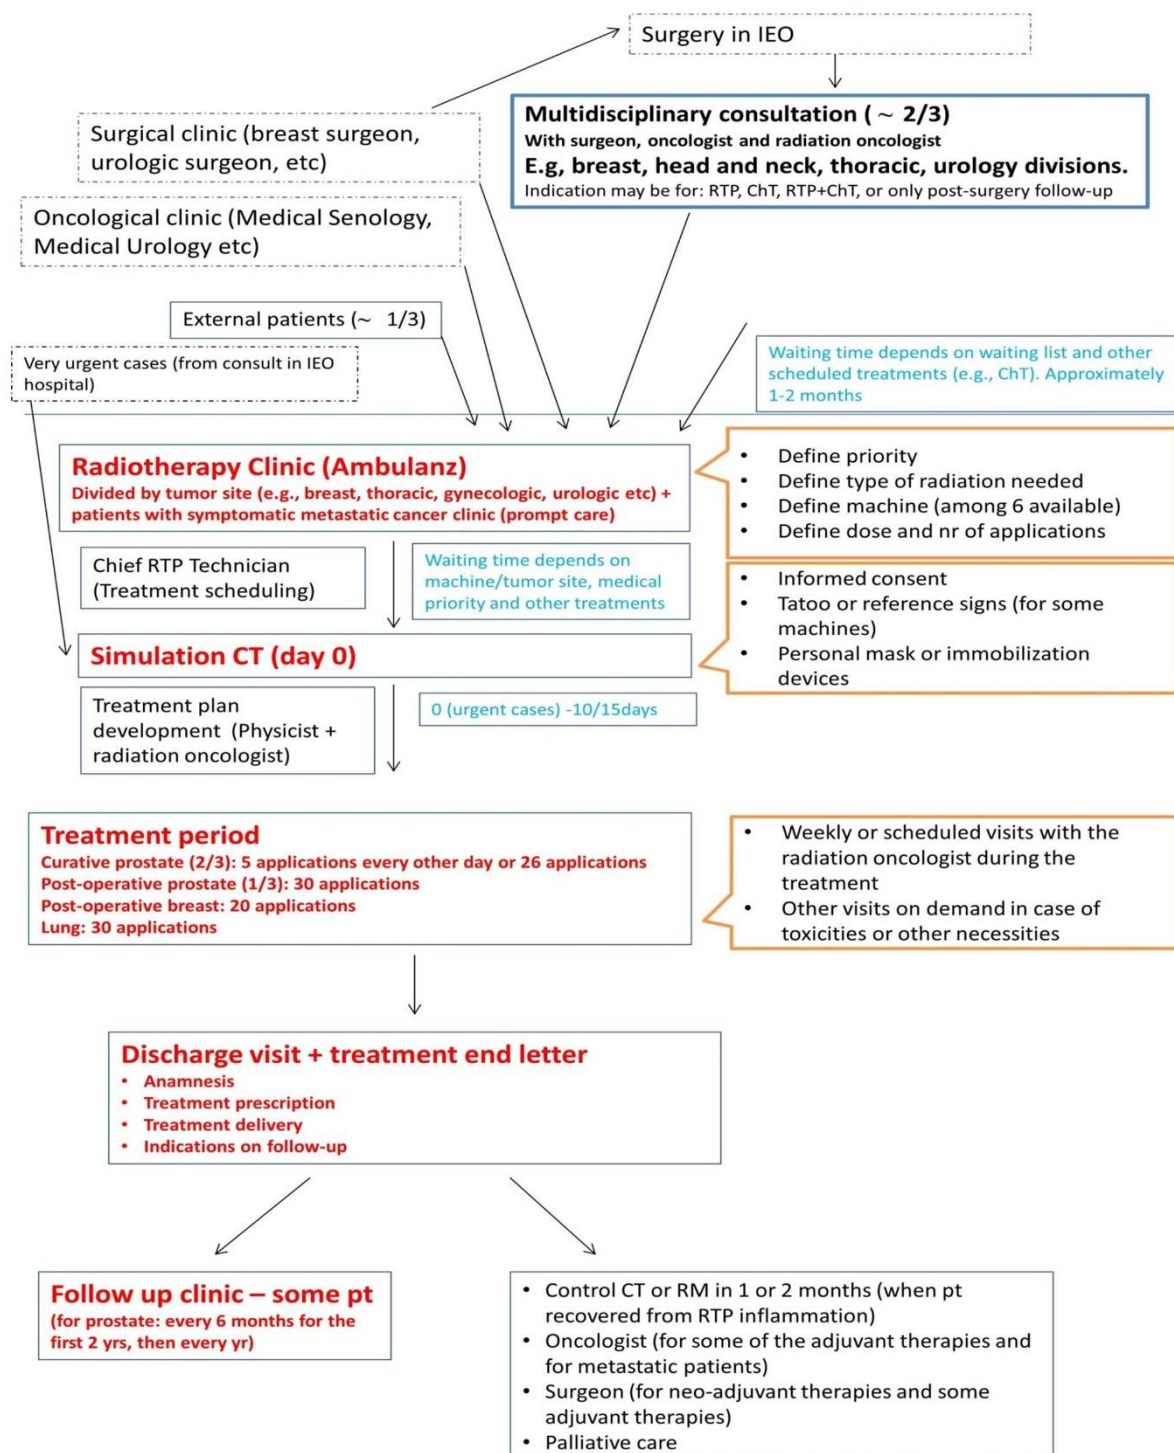 Surgery in IEO
Multidisciplinary consultation ( ~ 2/3)
With surgeon, oncologist and radiation oncologist
E.g, breast, head and neck, thoracic, urology divisions.
Indication may be for: RTP, ChT, RTP+ChT, or only post-surgery follow-up
Surgical clinic (breast surgeon,
urologic surgeon, etc)
Oncological clinic (Medical Senology,
Medical Urology etc)
External patients (~ 1/3)
Very urgent cases (from consult in IEO
hospital)
Waiting time depends on waiting list and other
scheduled treatments (e.g., ChT). Approximately
1-2 months
Radiotherapy Clinic (Ambulanz)
Divided by tumor site (e.g., breast, thoracic, gynecologic, urologic etc) +
patients with symptomatic metastatic cancer clinic (prompt care)
• Define priority
• Define type of radiation needed
• Define machine (among 6 available)
• Define dose and nr of applications
Chief RTP Technician
(Treatment scheduling)
Waiting time depends on
machine/tumor site, medical
priority and other treatments
• Informed consent
• Tatoo or reference signs (for some
machines)
• Personal mask or immobilization
devices
Simulation CT (day 0)
Treatment plan
development (Physicist +
radiation oncologist)
0 (urgent cases) -10/15days
Treatment period
Curative prostate (2/3): 5 applications every other day or 26 applications
Post-operative prostate (1/3): 30 applications
Post-operative breast: 20 applications
Lung: 30 applications
• Weekly or scheduled visits with the
radiation oncologist during the
treatment
• Other visits on demand in case of
toxicities or other necessities
Discharge visit + treatment end letter
• Anamnesis
• Treatment prescription
• Treatment delivery
• Indications on follow-up
Follow up clinic – some pt
(for prostate: every 6 months for the
first 2 yrs, then every yr)
• Control CT or RM in 1 or 2 months (when pt
recovered from RTP inflammation)
• Oncologist (for some of the adjuvant therapies and
for metastatic patients)
• Surgeon (for neo-adjuvant therapies and some
adjuvant therapies)
• Palliative care